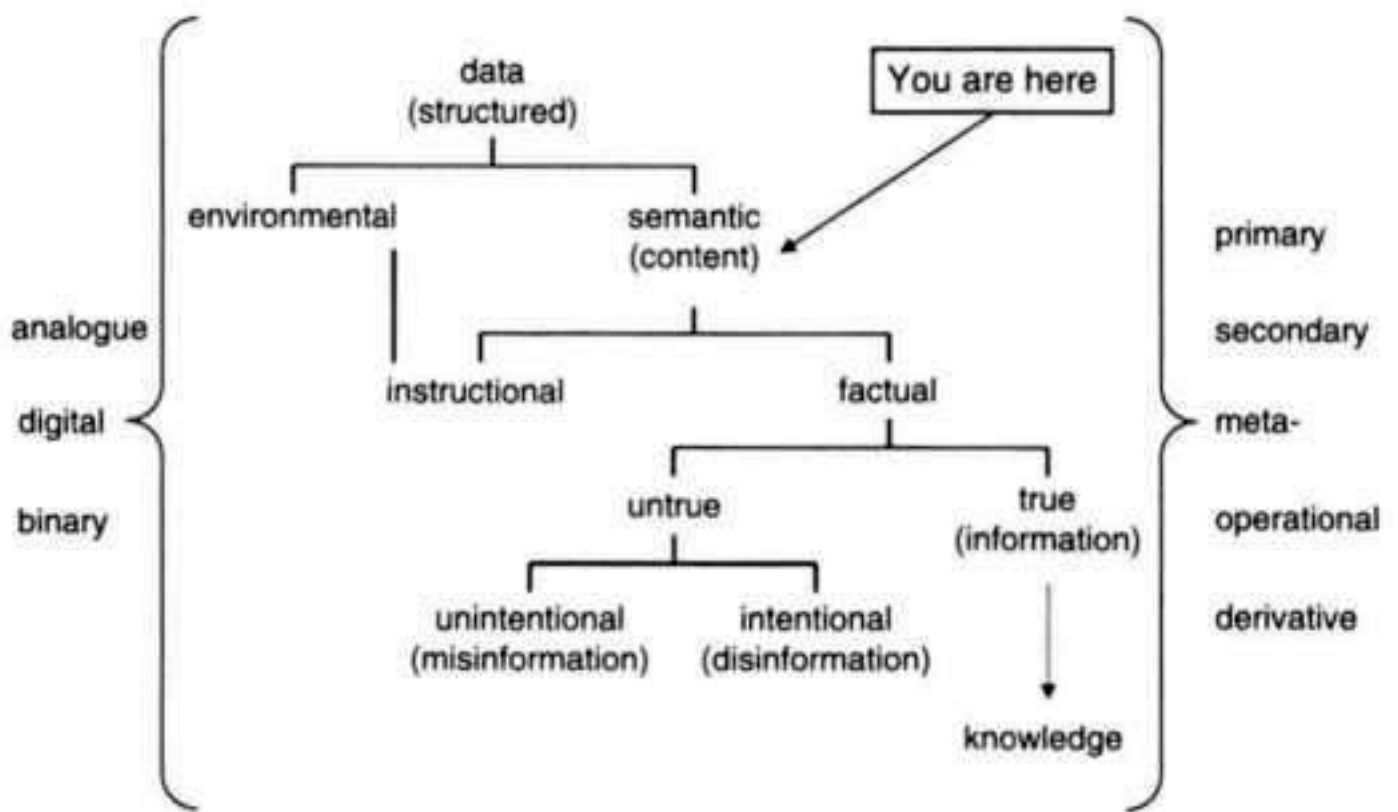 data
(structured)
You are here
environmental
semantic
(content)
primary
analogue
secondary
instructional
factual
digital
meta-
untrue
true
(information)
binary
operational
unintentional
(misinformation)
intentional
(disinformation)
derivative
knowledge